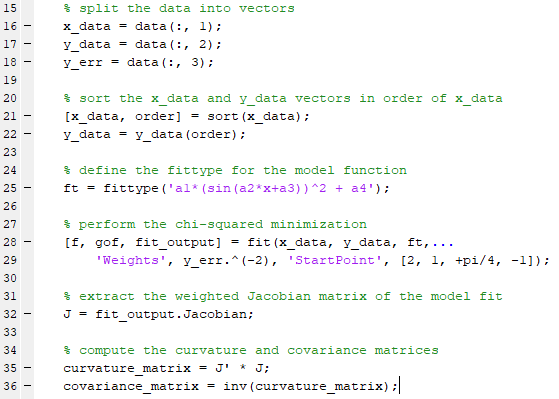 15 % split the data into vectors
16 – x_data = data(:, 1);
17 – y_data = data(:, 2);
18 – y_err = data(:, 3);
19
20 % sort the x_data and y_data vectors in order of x_data
21 – [x_data, order] = sort(x_data);
22 – y_data = y_data(order);
23
24 % define the fittype for the model function
25 – ft = fittype('a1*(sin(a2*x+a3))^2 + a4');
26
27 % perform the chi-squared minimization
28 – [f, gof, fit_output] = fit(x_data, y_data, ft,...
29 'Weights', y_err.^(-2), 'StartPoint', [2, 1, +pi/4, -1]);
30
31 % extract the weighted Jacobian matrix of the model fit
32 – J = fit_output.Jacobian;
33
34 % compute the curvature and covariance matrices
35 – curvature_matrix = J' * J;
36 – covariance_matrix = inv(curvature_matrix);